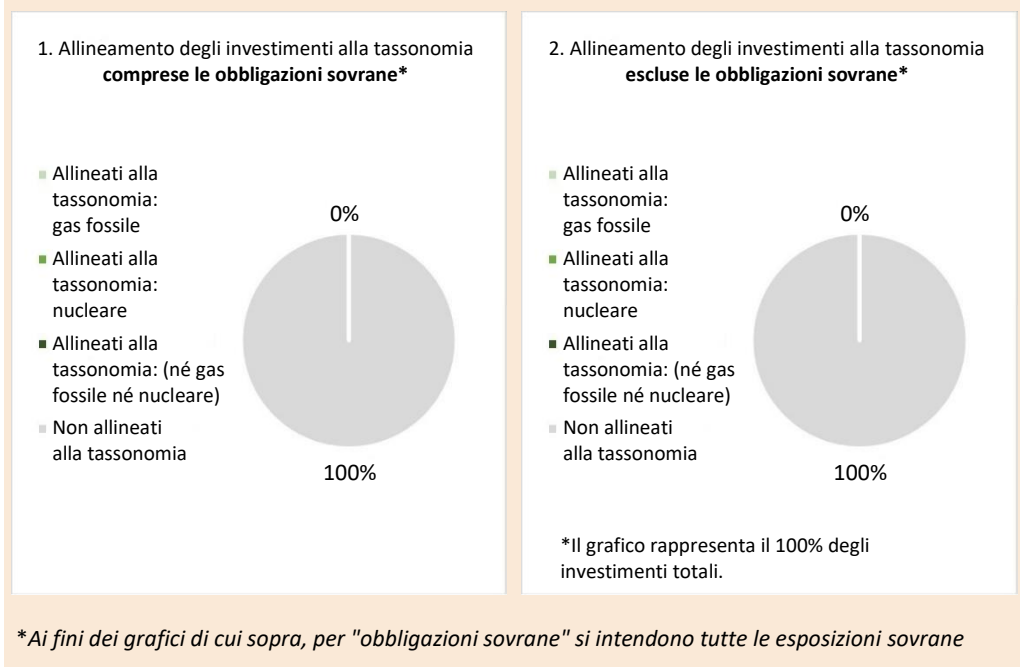 1. Allineamento degli investimenti alla tassonomia
comprese le obbligazioni sovrane*
Allineati alla
tassonomia:
gas fossile
Allineati alla
tassonomia:
nucleare
Allineati alla
tassonomia: (né gas
fossile né nucleare)
Non allineati
alla tassonomia
0%
100%
2. Allineamento degli investimenti alla tassonomia
escluse le obbligazioni sovrane*
Allineati alla
tassonomia:
gas fossile
Allineati alla
tassonomia:
nucleare
Allineati alla
tassonomia: (né gas
fossile né nucleare)
Non allineati
alla tassonomia
0%
100%
*Il grafico rappresenta il 100% degli
investimenti totali.
*Ai fini dei grafici di cui sopra, per "obbligazioni sovrane" si intendono tutte le esposizioni sovrane